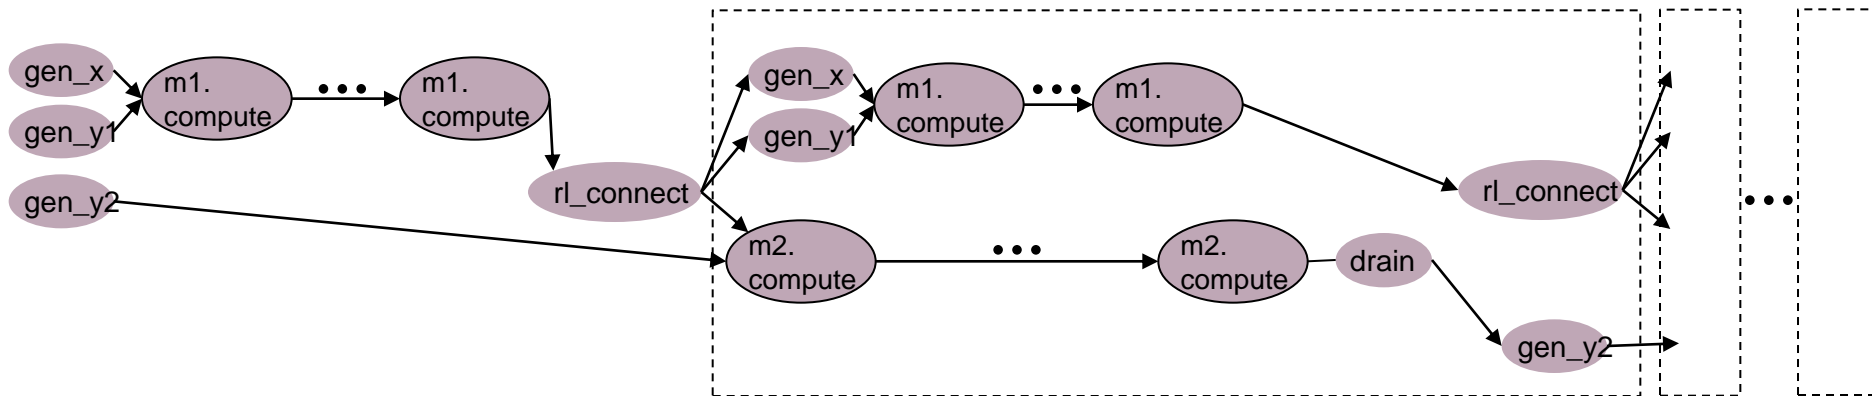 gen_x
gen_y1
gen_y2
m1.
compute
m1.
compute
rl_connect
gen_x
gen_y1
m1.
compute
m1.
compute
rl_connect
m2.
compute
m2.
compute
drain
gen_y2